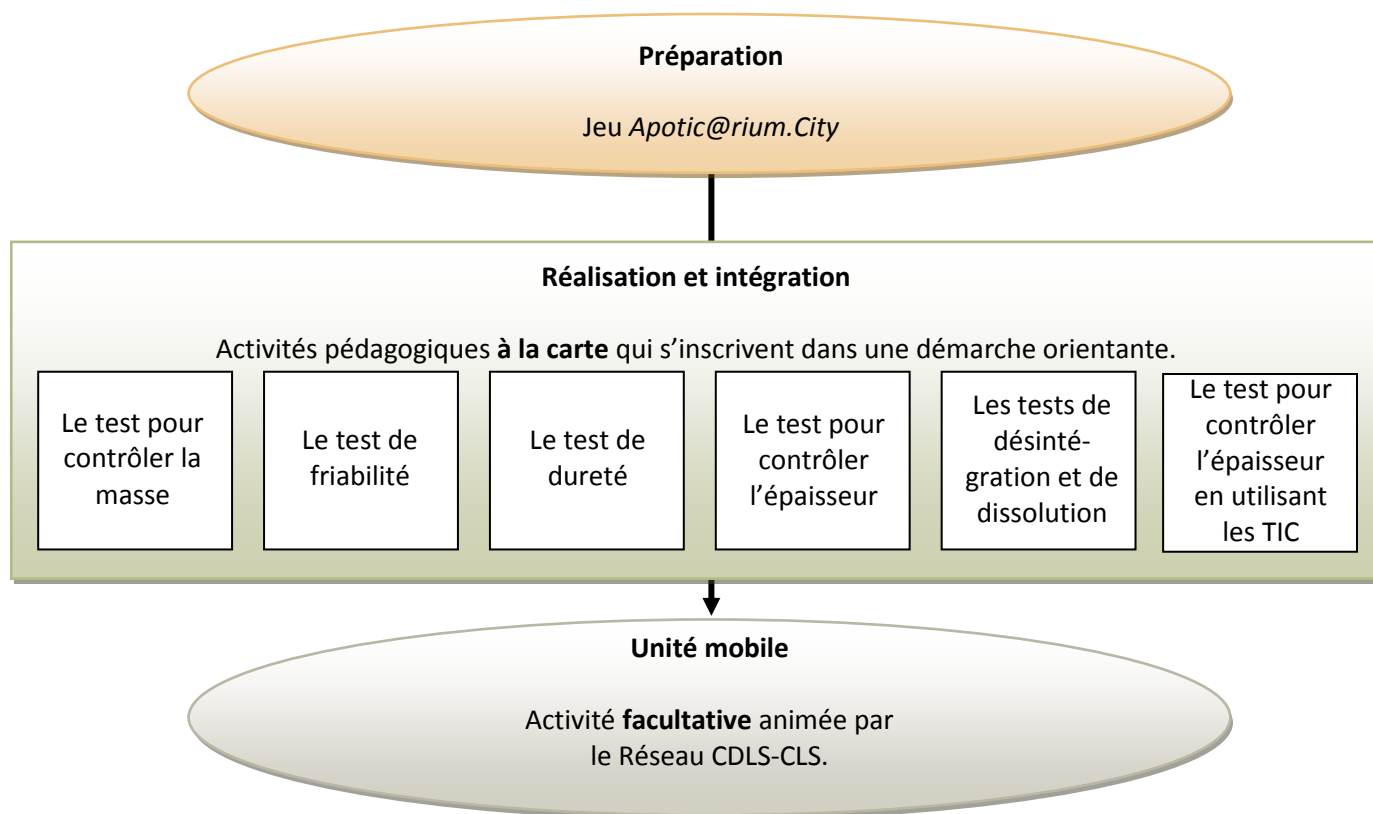 Préparation
Jeu Apotic@rium.City
Réalisation et intégration
Activités pédagogiques à la carte qui s’inscrivent dans une démarche orientante.
Le test pour
contrôler la
masse
Le test de
friabilité
Le test de
dureté
Le test pour
contrôler
l’épaisseur
Les tests de
désinté-
gration et de
dissolution
Le test pour
contrôler
l’épaisseur
en utilisant
les TIC
Unité mobile
Activité facultative animée par
le Réseau CDLS-CLS.